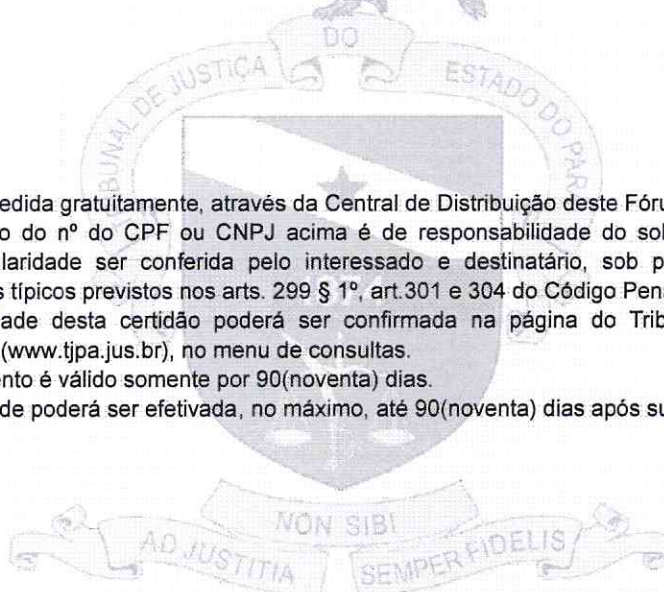 DO
TRIBUNAL DE JUSTIÇA
ESTADO DO PAR
edida gratuitamente, através da Central de Distribuição deste Fóru
o do nº do CPF ou CNPJ acima é de responsabilidade do sol
laridade ser conferida pelo interessado e destinatário, sob p
s típicos previstos nos arts. 299 § 1º, art.301 e 304 do Código Pena
ade desta certidão poderá ser confirmada na página do Trib
(www.tjpa.jus.br), no menu de consultas.
ento é válido somente por 90(noventa) dias.
de poderá ser efetivada, no máximo, até 90(noventa) dias após su
NON SIBI
AD JUSTITIA
SEMPER FIDELIS